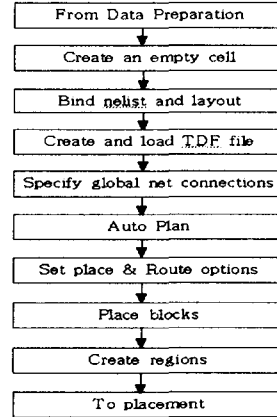 From Data Preparation
Create an empty cell
Bind nelist and layout
Create and load TDF file
Specify global net connections
Auto Plan
Set place & Route options
Place blocks
Create regions
To placement